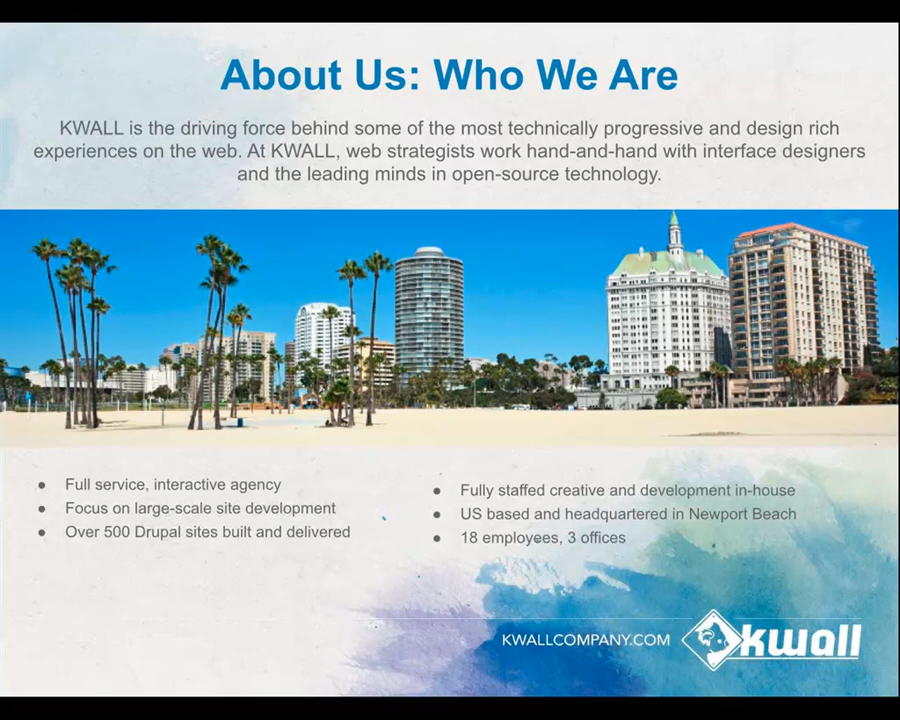 About Us: Who We Are
KWALL is the driving force behind some of the most technically progressive and design rich
experiences on the web. At KWALL, web strategists work hand-and-hand with interface designers
and the leading minds in open-source technology.
● Full service, interactive agency
● Focus on large-scale site development
● Over 500 Drupal sites built and delivered
● Fully staffed creative and development in-house
● US based and headquartered in Newport Beach
● 18 employees, 3 offices
KWALLCOMPANY.COM
kwall